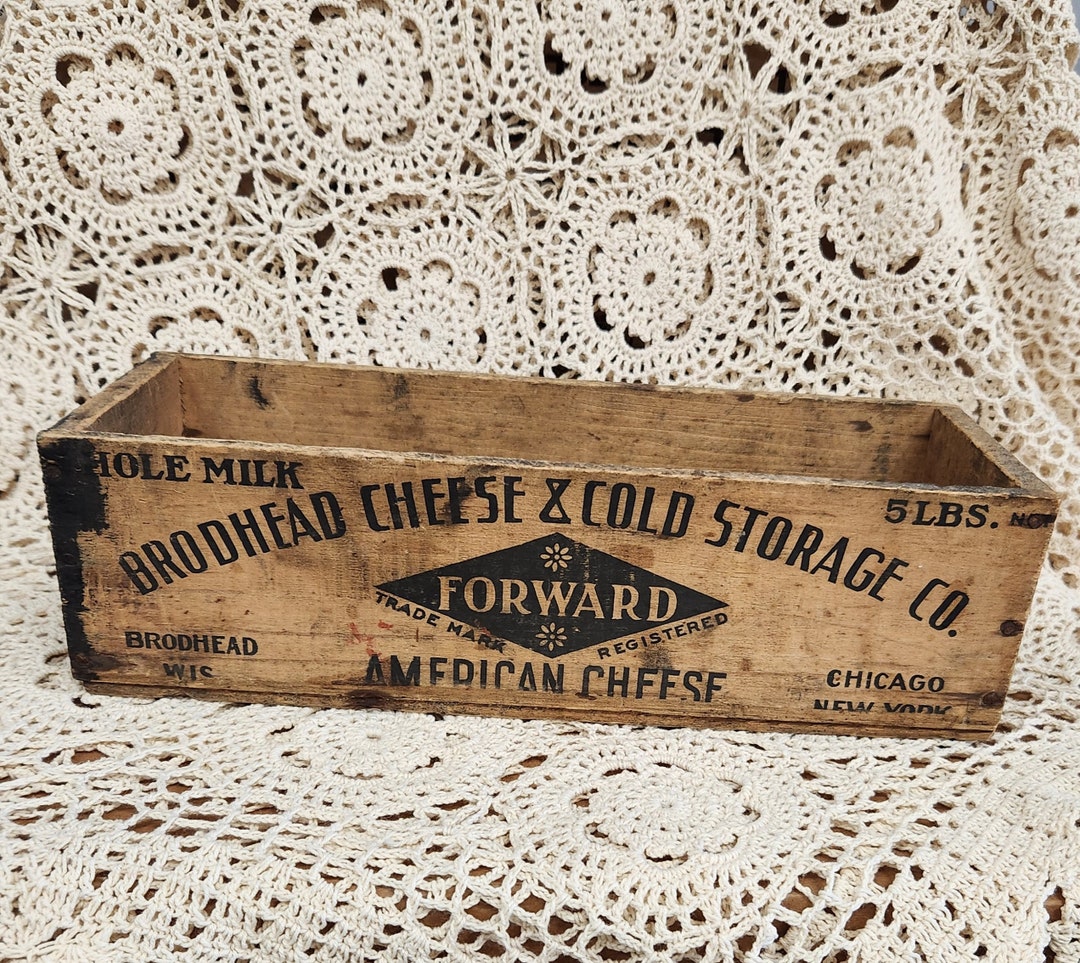 HOLE MILK
5 LBS. NET
BRODHEAD CHEESE & COLD STORAGE CO.
FORWARD
TRADE MARK REGISTERED
BRODHEAD
WIS
AMERICAN CHEESE
CHICAGO
NEW YORK